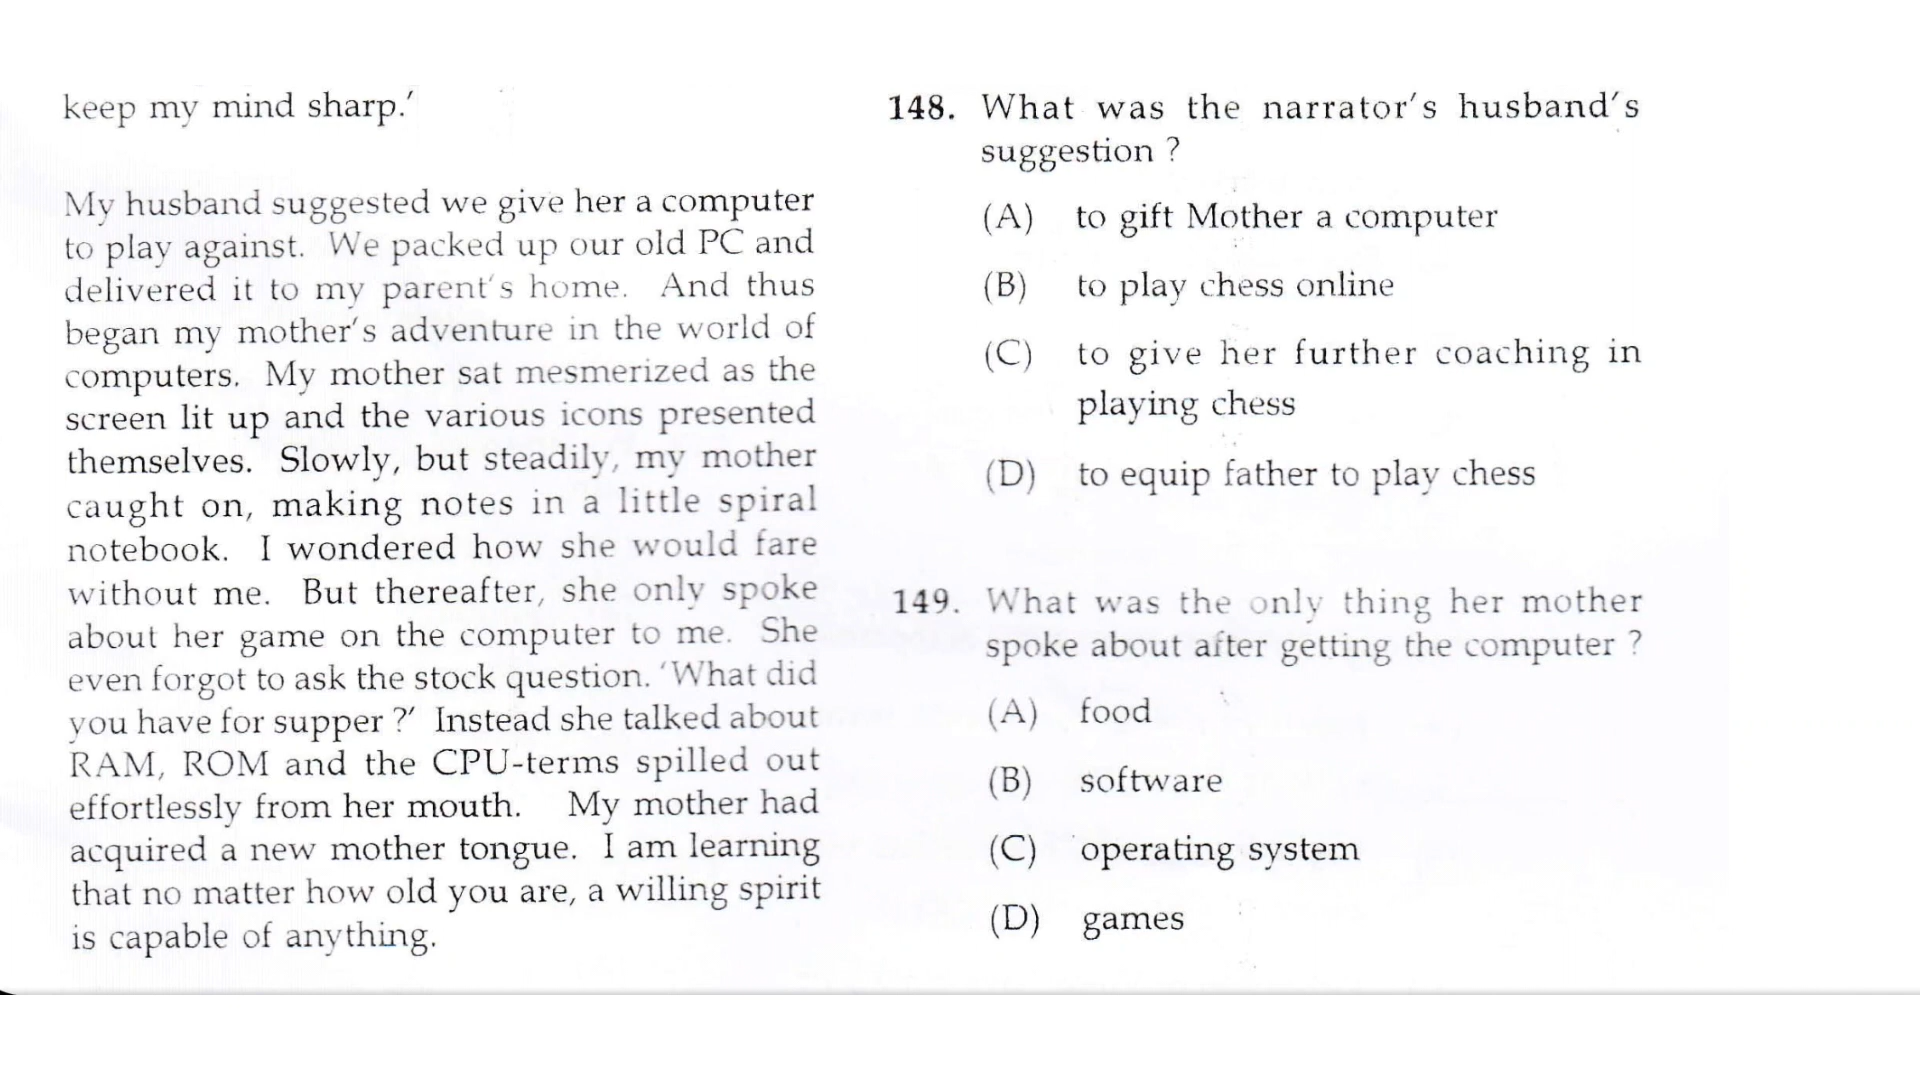 keep my mind sharp.'
My husband suggested we give her a computer
to play against. We packed up our old PC and
delivered it to my parent's home. And thus
began my mother's adventure in the world of
computers. My mother sat mesmerized as the
screen lit up and the various icons presented
themselves. Slowly, but steadily, my mother
caught on, making notes in a little spiral
notebook. I wondered how she would fare
without me. But thereafter, she only spoke
about her game on the computer to me. She
even forgot to ask the stock question. 'What did
you have for supper ?' Instead she talked about
RAM, ROM and the CPU-terms spilled out
effortlessly from her mouth. My mother had
acquired a new mother tongue. I am learning
that no matter how old you are, a willing spirit
is capable of anything.
148. What was the narrator's husband's
suggestion ?
(A) to gift Mother a computer
(B) to play chess online
(C) to give her further coaching in
playing chess
(D) to equip father to play chess
149. What was the only thing her mother
spoke about after getting the computer ?
(A) food
(B) software
(C) operating system
(D) games